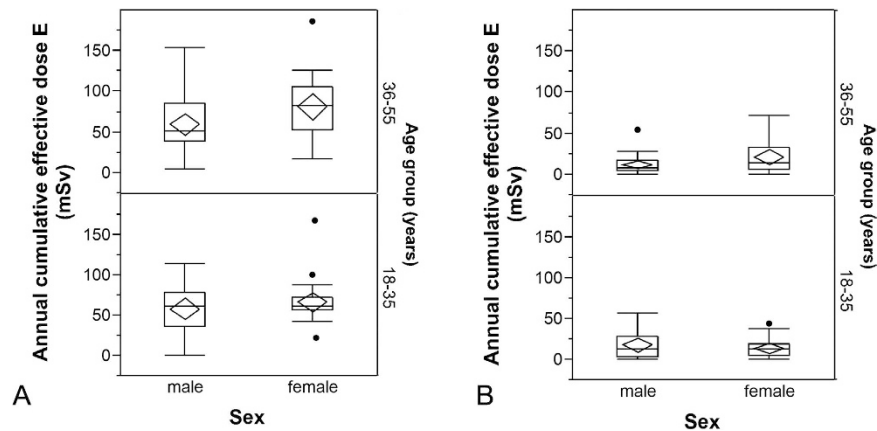 Annual cumulative effective dose E
(mSv)
150
100
50
0
36-55
150
100
50
0
18-35
Age group (years)
male
female
Sex
A
Annual cumulative effective dose E
(mSv)
150
100
50
0
36-55
150
100
50
0
18-35
Age group (years)
male
female
Sex
B